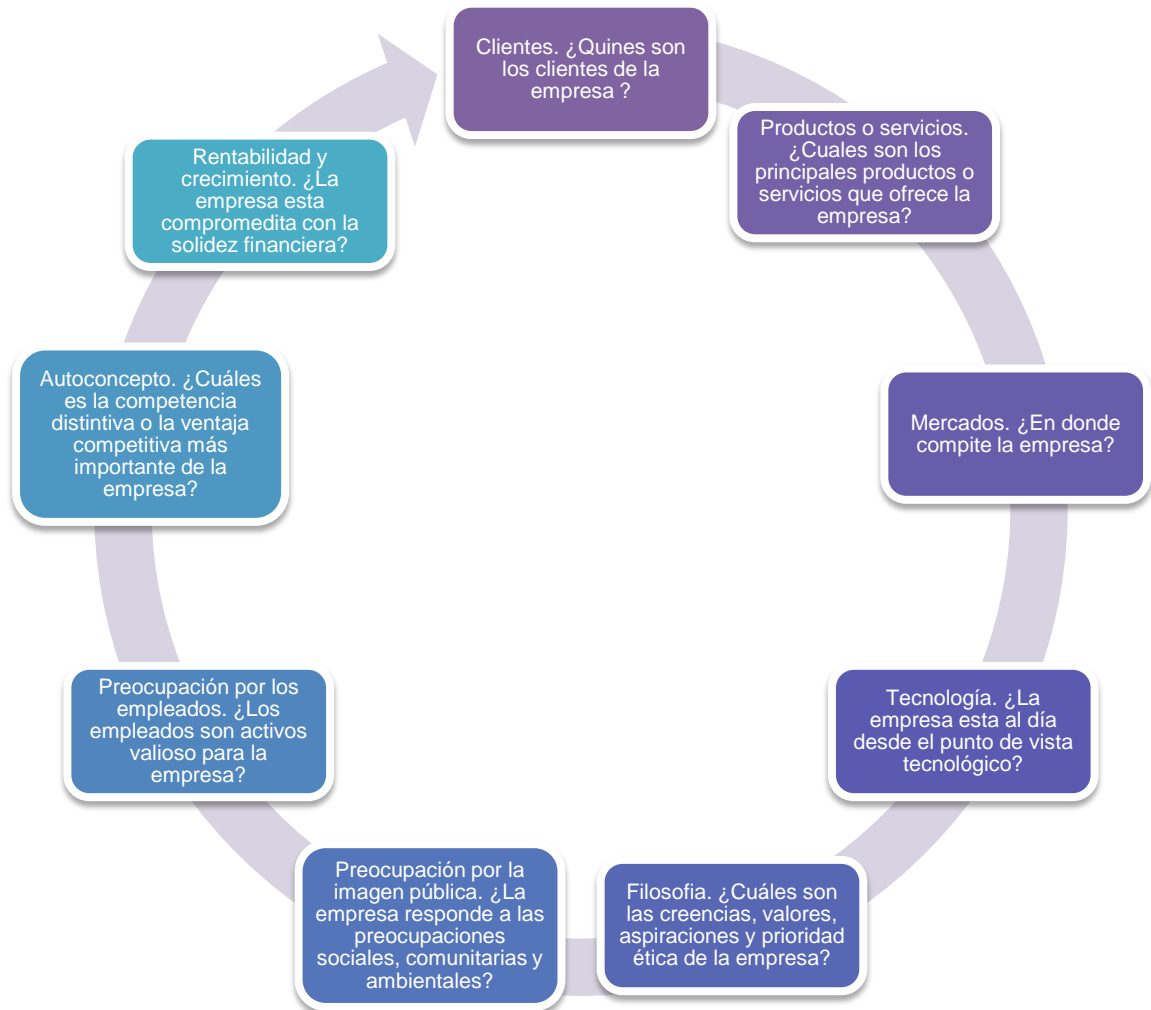 Clientes. ¿Quines son
los clientes de la
empresa ?
Productos o servicios.
¿Cuales son los
principales productos o
servicios que ofrece la
empresa?
Mercados. ¿En donde
compite la empresa?
Tecnología. ¿La
empresa esta al día
desde el punto de vista
tecnológico?
Filosofia. ¿Cuáles son
las creencias, valores,
aspiraciones y prioridad
ética de la empresa?
Preocupación por la
imagen pública. ¿La
empresa responde a las
preocupaciones
sociales, comunitarias y
ambientales?
Preocupación por los
empleados. ¿Los
empleados son activos
valioso para la
empresa?
Autoconcepto. ¿Cuáles
es la competencia
distintiva o la ventaja
competitiva más
importante de la
empresa?
Rentabilidad y
crecimiento. ¿La
empresa esta
compromedita con la
solidez financiera?